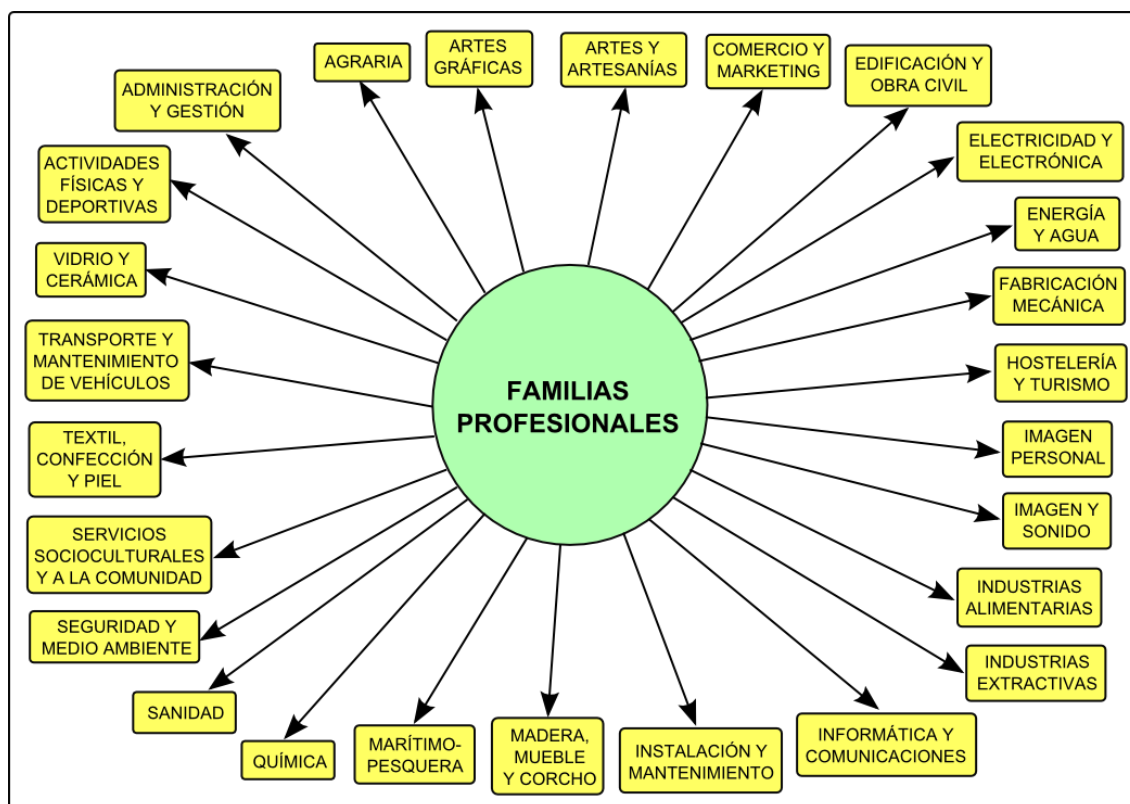 FAMILIAS
PROFESIONALES
ACTIVIDADES
FÍSICAS Y
DEPORTIVAS
ADMINISTRACIÓN
Y GESTIÓN
AGRARIA
ARTES
GRÁFICAS
ARTES Y
ARTESANÍAS
COMERCIO Y
MARKETING
EDIFICACIÓN Y
OBRA CIVIL
ELECTRICIDAD Y
ELECTRÓNICA
ENERGÍA
Y AGUA
FABRICACIÓN
MECÁNICA
HOSTELERÍA
Y TURISMO
IMAGEN
PERSONAL
IMAGEN Y
SONIDO
INDUSTRIAS
ALIMENTARIAS
INDUSTRIAS
EXTRACTIVAS
INFORMÁTICA Y
COMUNICACIONES
INSTALACIÓN Y
MANTENIMIENTO
MADERA,
MUEBLE
Y CORCHO
MARÍTIMO-
PESQUERA
QUÍMICA
SANIDAD
SEGURIDAD Y
MEDIO AMBIENTE
SERVICIOS
SOCIOCULTURALES
Y A LA COMUNIDAD
TEXTIL,
CONFECCIÓN
Y PIEL
TRANSPORTE Y
MANTENIMIENTO
DE VEHÍCULOS
VIDRIO Y
CERÁMICA